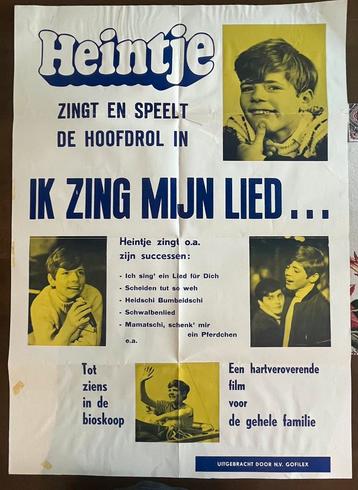 Heintje
ZINGT EN SPEELT
DE HOOFDROL IN
IK ZING MIJN LIED...
Heintje zingt o.a.
zijn successen:
- Ich sing' ein Lied für Dich
- Scheiden tut so weh
- Heidschi Bumbeidschi
- Schwalbenlied
- Mamatschi, schenk' mir
ein Pferdchen
e.a.
Tot
ziens
in de
bioskoop
Een hartveroverende
film
voor
de gehele familie
UITGEBRACHT DOOR N.V. GOFILEX